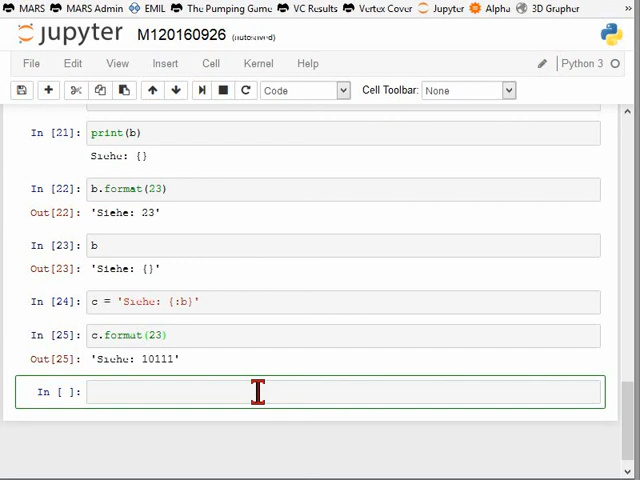 MARS MARS Admin EMIL The Pumping Game VC Results Vertex Cover Jupyter Alpha 3D Grapher
jupyter M120160926
File Edit View Insert Cell Kernel Help Python 3
Code Cell Toolbar: None
In [21]: print(b)
Siehe: {}
In [22]: b.format(23)
Out[22]: 'Siehe: 23'
In [23]: b
Out[23]: 'Siehe: {}'
In [24]: c = 'Siehe: {:b}'
In [25]: c.format(23)
Out[25]: 'Siehe: 10111'
In [ ]: